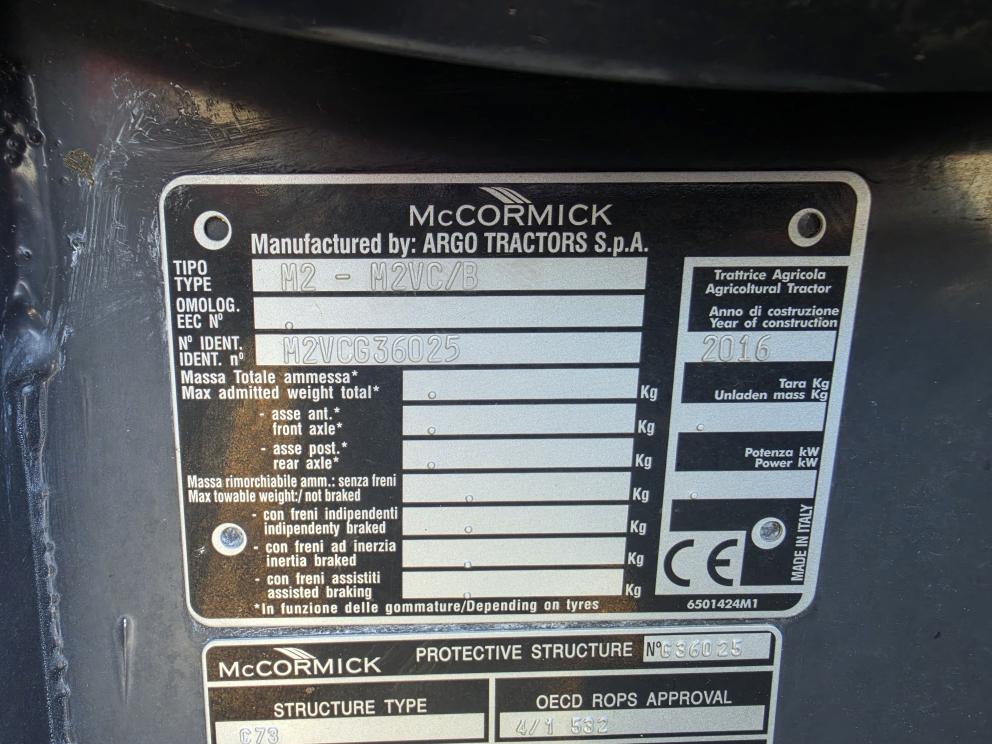 McCORMICK
Manufactured by: ARGO TRACTORS S.p.A.
TIPO
TYPE
M2 - M2VC/B
OMOLOG.
EEC N°
N° IDENT.
IDENT. n°
M2VCG36025
Massa Totale ammessa*
Max admitted weight total*
Kg
- asse ant.*
front axle*
Kg
- asse post.*
rear axle*
Kg
Massa rimorchiabile amm.: senza freni
Max towable weight:/ not braked
Kg
- con freni indipendenti
indipendenty braked
Kg
- con freni ad inerzia
inertia braked
Kg
- con freni assistiti
assisted braking
Kg
*In funzione delle gommature/Depending on tyres
Trattrice Agricola
Agricoltural Tractor
Anno di costruzione
Year of construction
2016
Tara Kg
Unladen mass Kg
Potenza kW
Power kW
CE
MADE IN ITALY
6501424M1
McCORMICK
PROTECTIVE STRUCTURE N° G36025
STRUCTURE TYPE
C73
OECD ROPS APPROVAL
4/1 532